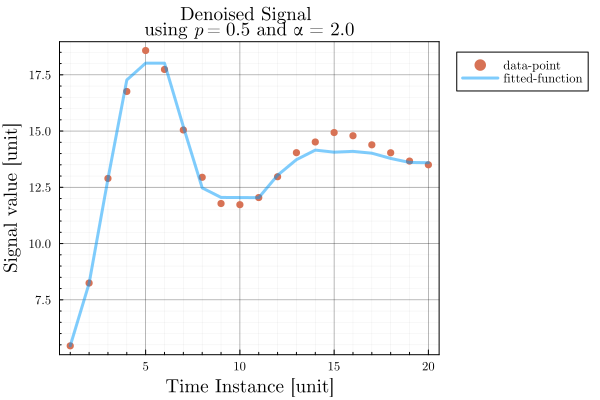 Denoised Signal
using p = 0.5 and α = 2.0
data-point
fitted-function
Signal value [unit]
17.5
15.0
12.5
10.0
7.5
5
10
15
20
Time Instance [unit]